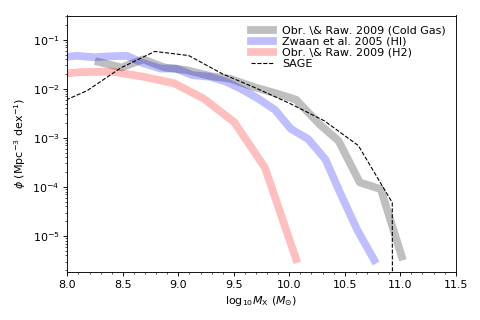 Obr. \& Raw. 2009 (Cold Gas)
Zwaan et al. 2005 (HI)
Obr. \& Raw. 2009 (H2)
SAGE
10⁻¹
10⁻²
10⁻³
10⁻⁴
10⁻⁵
ϕ (Mpc⁻³ dex⁻¹)
8.0 8.5 9.0 9.5 10.0 10.5 11.0 11.5
log₁₀Mₓ (M⊙)